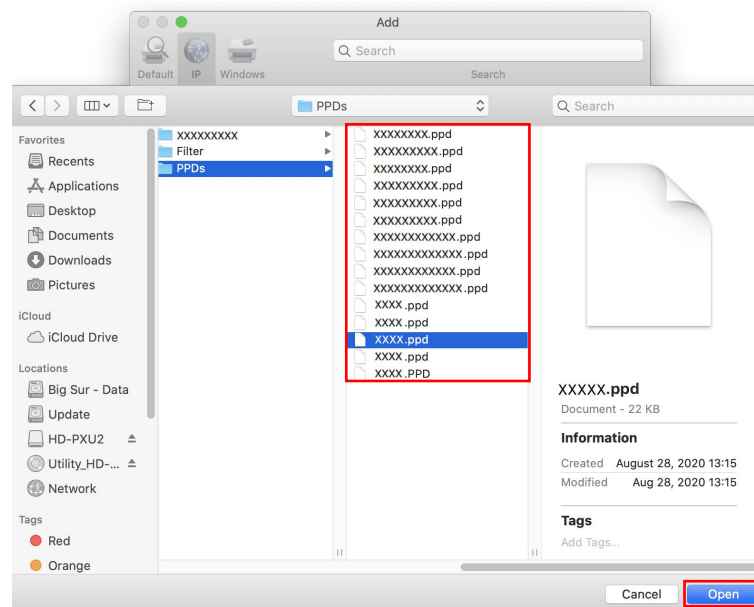 Add
Search
Default IP Windows
Search
PPDs
Search
Favorites
Recents
Applications
Desktop
Documents
Downloads
Pictures
iCloud
iCloud Drive
Locations
Big Sur - Data
Update
HD-PXU2
Utility_HD-...
Network
Tags
Red
Orange
XXXXXXXXX
Filter
PPDs
XXXXXXXX.ppd
XXXXXXXXX.ppd
XXXXXXXX.ppd
XXXXXXXXX.ppd
XXXXXXXXX.ppd
XXXXXXXXX.ppd
XXXXXXXXXXXX.ppd
XXXXXXXXXXXXX.ppd
XXXXXXXXXXXX.ppd
XXXXXXXXXXXXX.ppd
XXXX.ppd
XXXX.ppd
XXXX.ppd
XXXX.ppd
XXXX.PPD
XXXXX.ppd
Document - 22 KB
Information
Created August 28, 2020 13:15
Modified Aug 28, 2020 13:15
Tags
Add Tags...
Cancel
Open